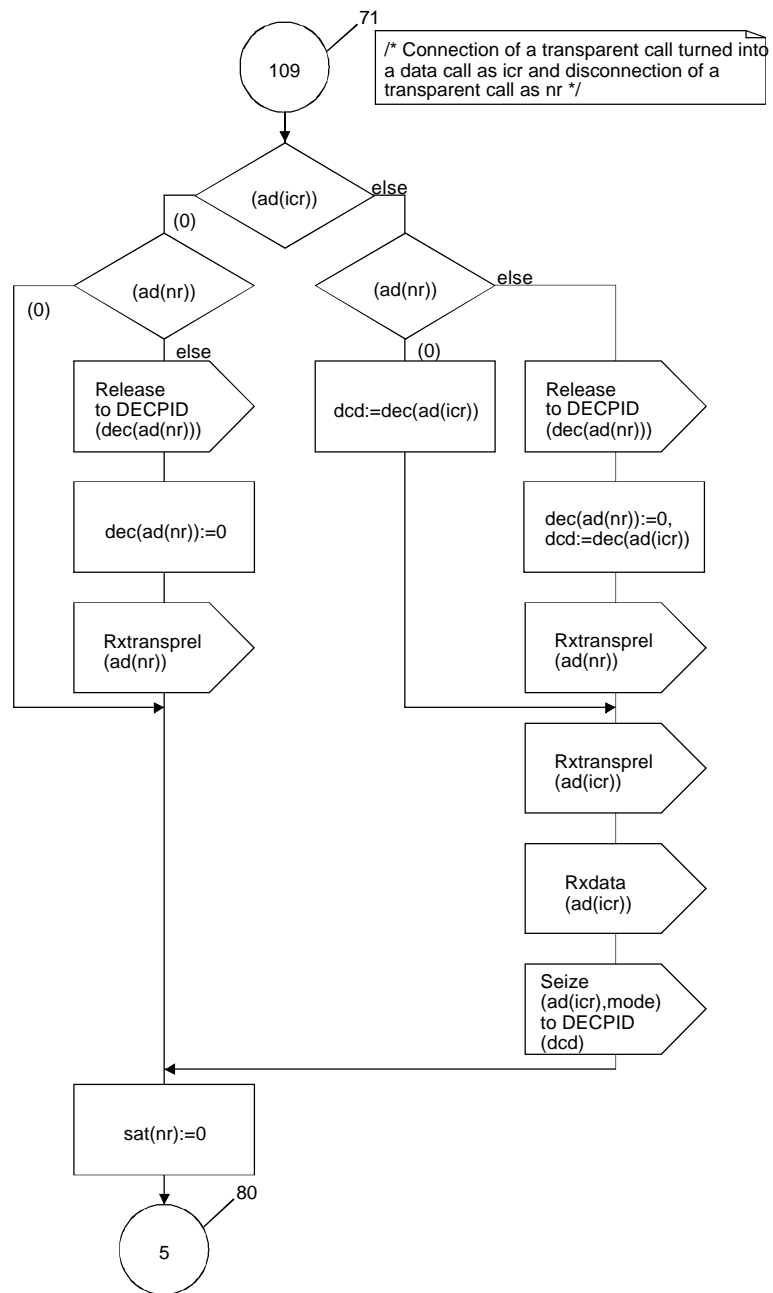 71
109
/* Connection of a transparent call turned into
a data call as icr and disconnection of a
transparent call as nr */
(ad(icr))
else
(0)
(ad(nr))
(ad(nr))
else
(0)
else
(0)
Release
to DECPID
(dec(ad(nr)))
dcd:=dec(ad(icr))
Release
to DECPID
(dec(ad(nr)))
dec(ad(nr)):=0
dec(ad(nr)):=0,
dcd:=dec(ad(icr))
Rxtransprel
(ad(nr))
Rxtransprel
(ad(nr))
Rxtransprel
(ad(icr))
Rxdata
(ad(icr))
Seize
(ad(icr),mode)
to DECPID
(dcd)
sat(nr):=0
80
5